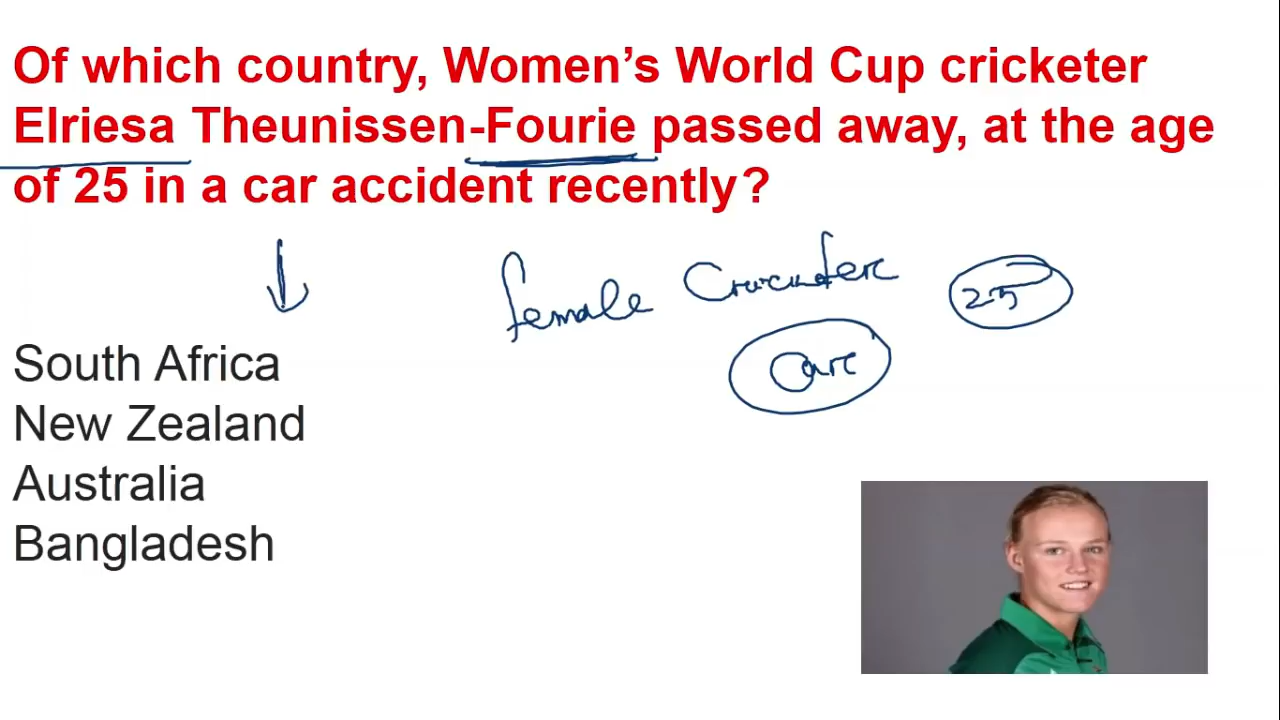 Of which country, Women’s World Cup cricketer
Elriesa Theunissen-Fourie passed away, at the age
of 25 in a car accident recently?
female Cricketer 25
Car
South Africa
New Zealand
Australia
Bangladesh